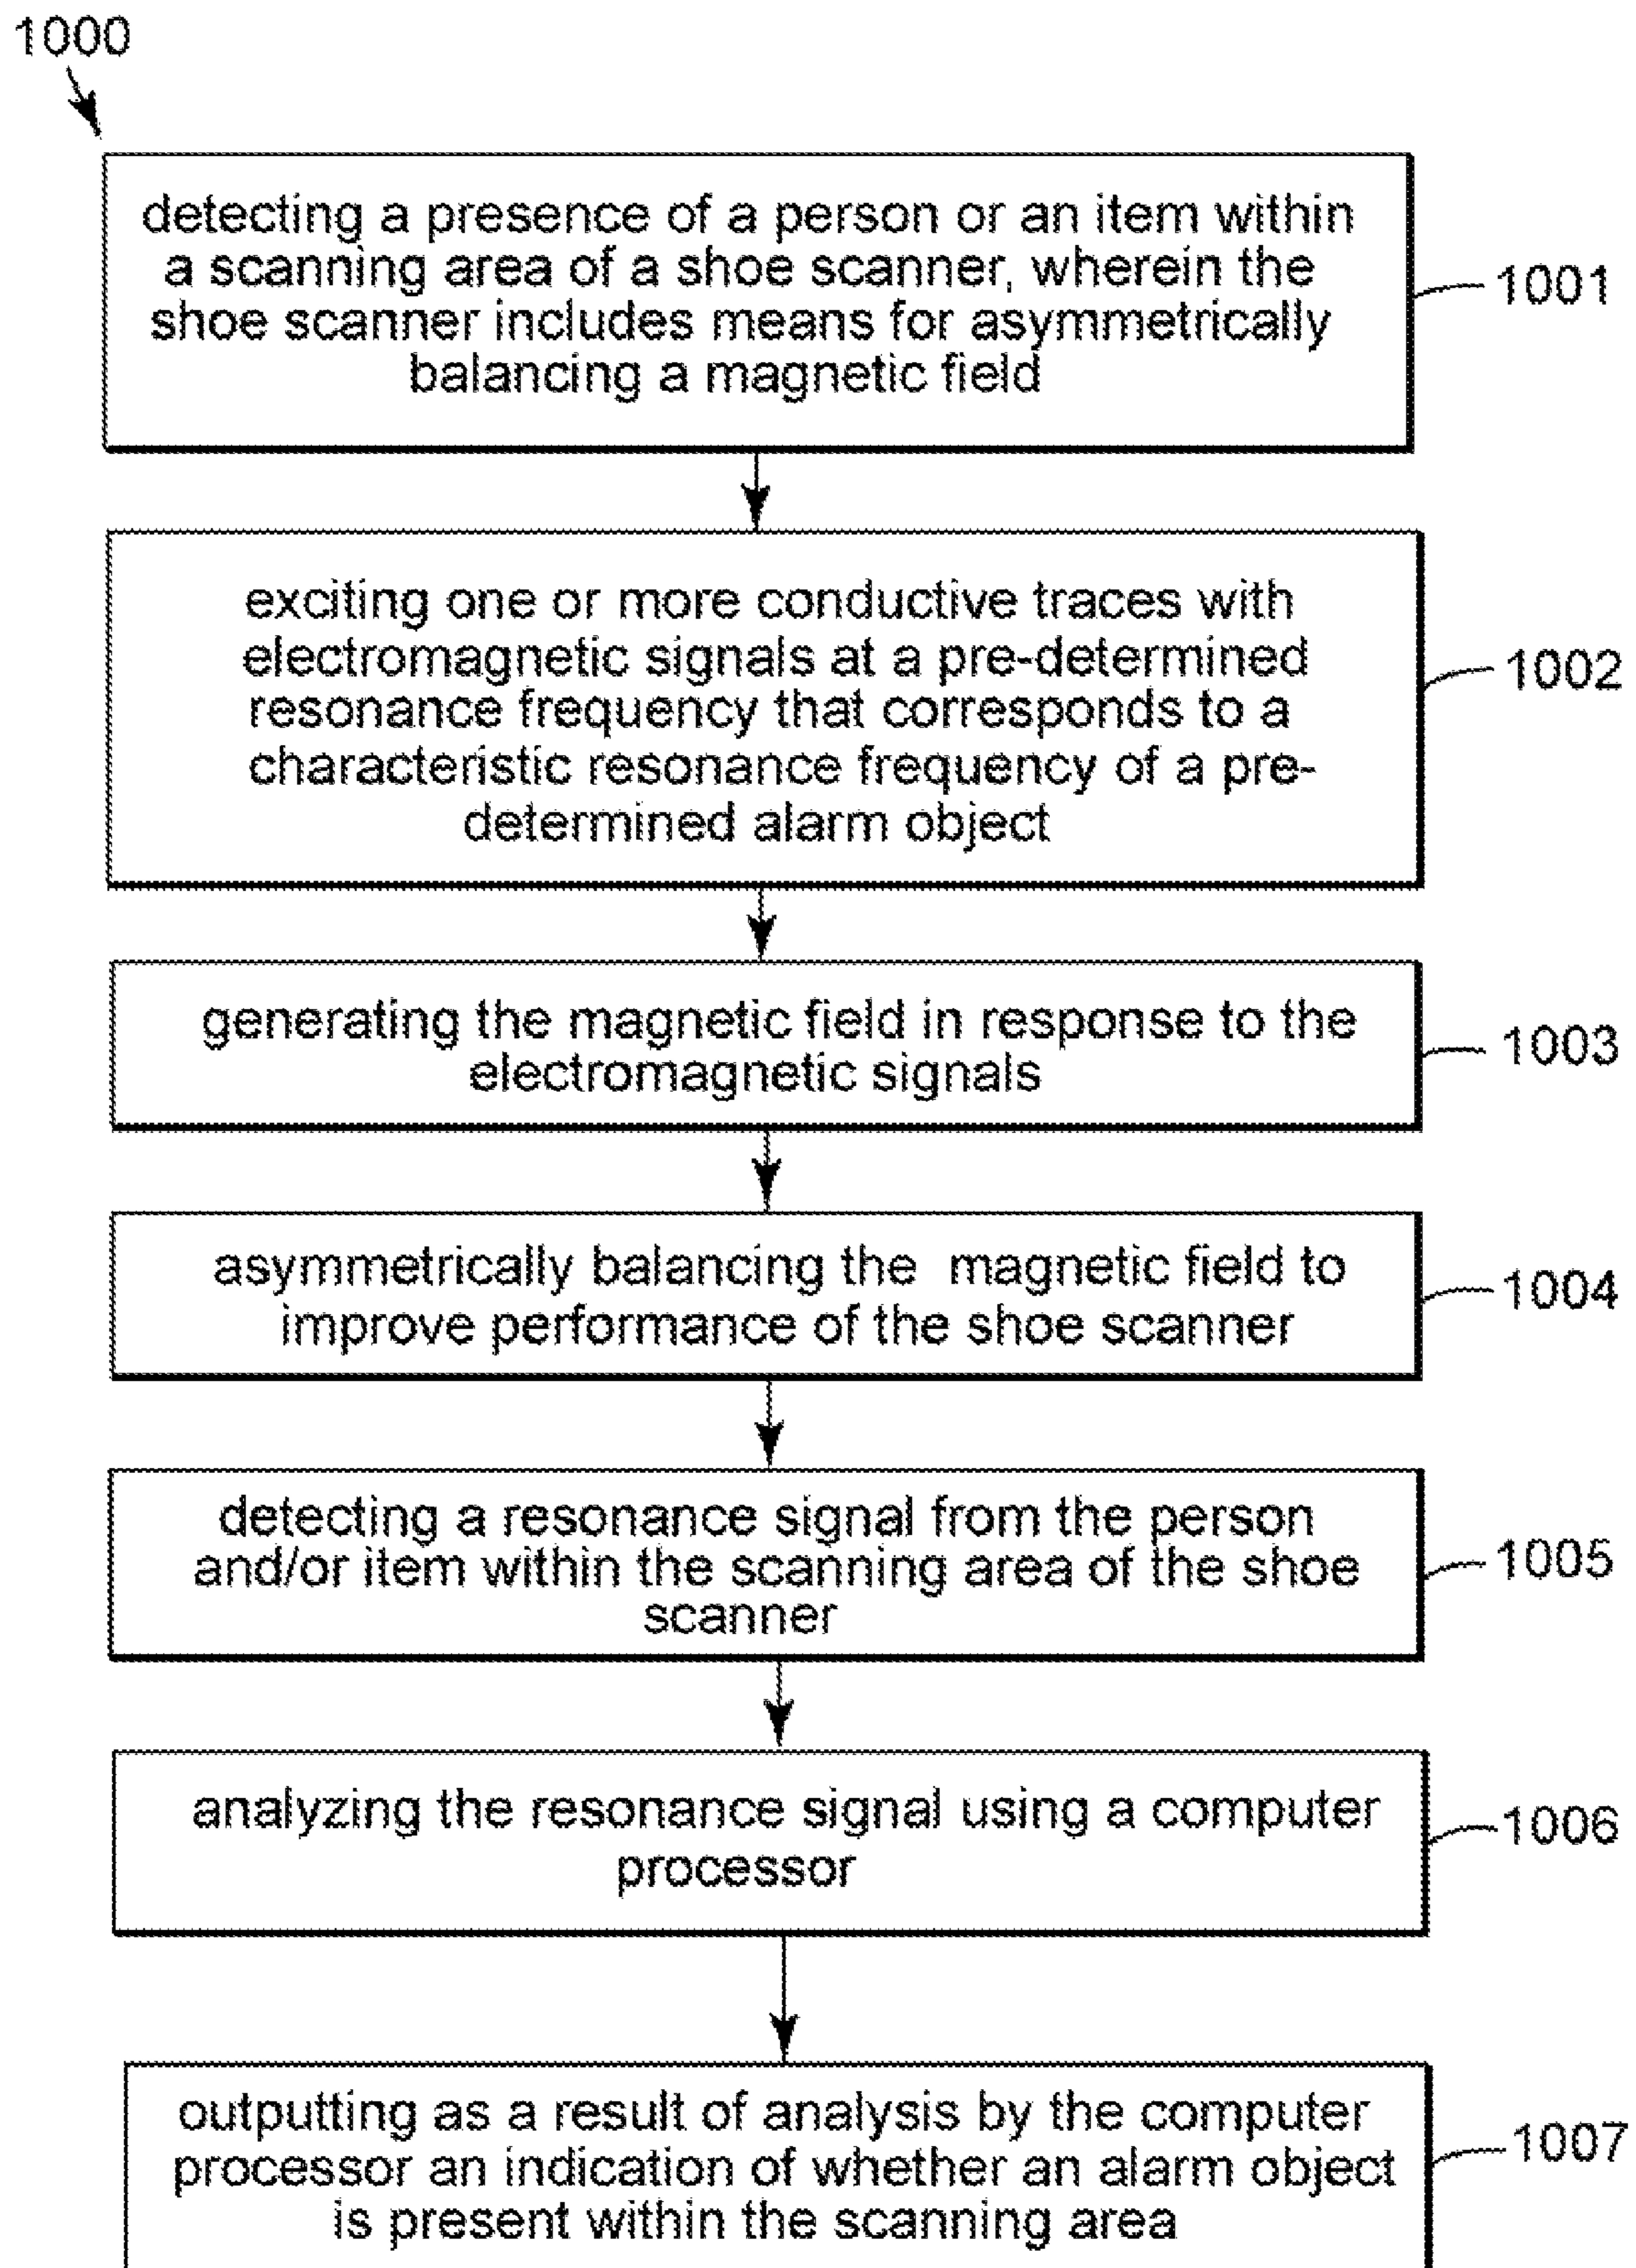 1000
detecting a presence of a person or an item within
a scanning area of a shoe scanner, wherein the
shoe scanner includes means for asymmetrically
balancing a magnetic field
1001
exciting one or more conductive traces with
electromagnetic signals at a pre-determined
resonance frequency that corresponds to a
characteristic resonance frequency of a pre-
determined alarm object
1002
generating the magnetic field in response to the
electromagnetic signals
1003
asymmetrically balancing the magnetic field to
improve performance of the shoe scanner
1004
detecting a resonance signal from the person
and/or item within the scanning area of the shoe
scanner
1005
analyzing the resonance signal using a computer
processor
1006
outputting as a result of analysis by the computer
processor an indication of whether an alarm object
is present within the scanning area
1007